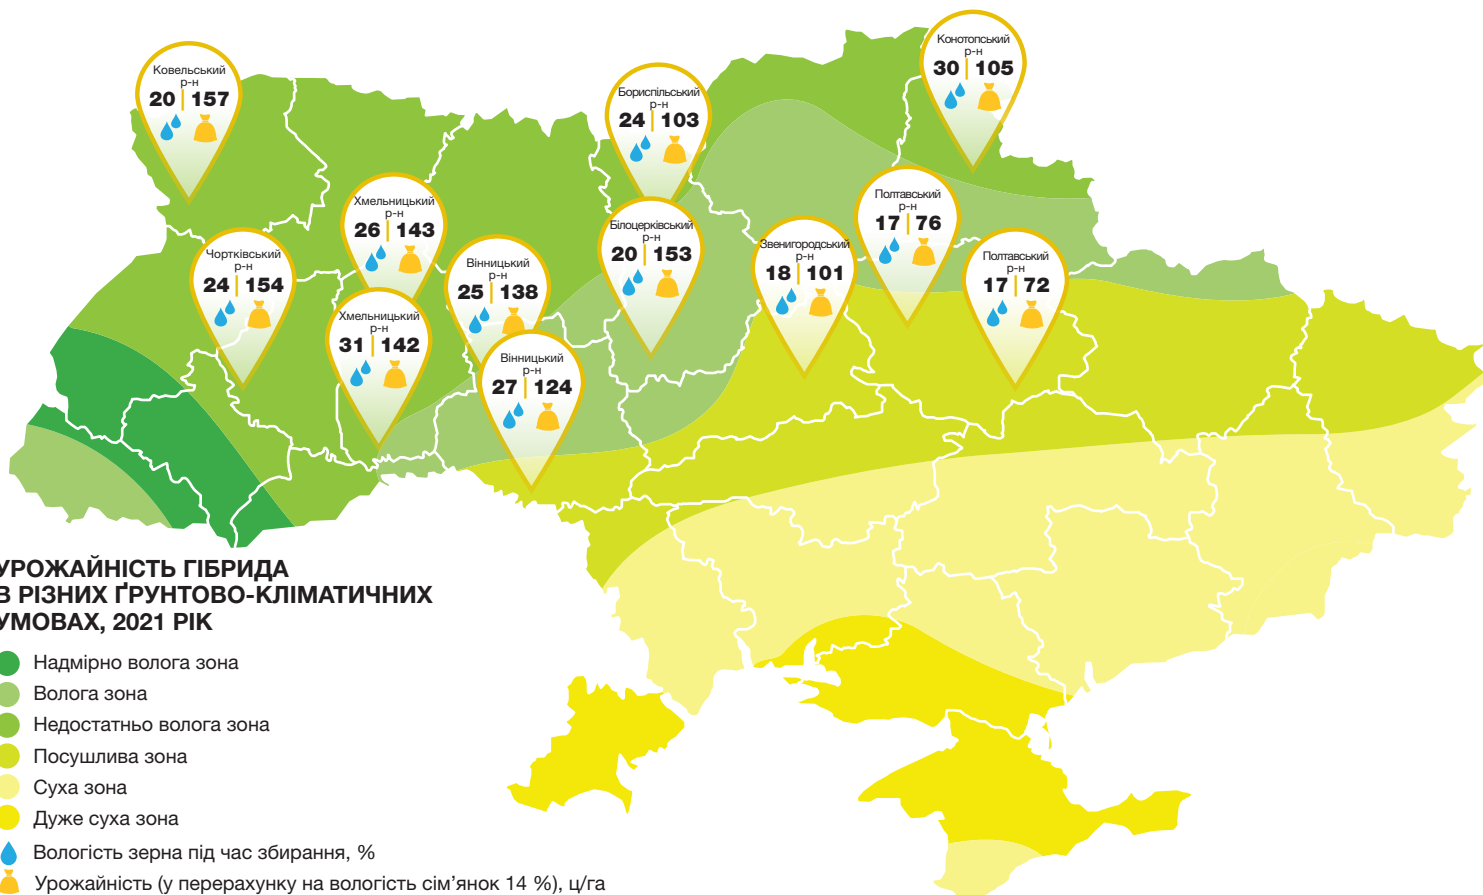 Ковельський
р-н
20 | 157
Бориспільський
р-н
24 | 103
Конотопський
р-н
30 | 105
Чортківський
р-н
24 | 154
Хмельницький
р-н
26 | 143
Хмельницький
р-н
31 | 142
Вінницький
р-н
25 | 138
Вінницький
р-н
27 | 124
Білоцерківський
р-н
20 | 153
Звенигородський
р-н
18 | 101
Полтавський
р-н
17 | 76
Полтавський
р-н
17 | 72
УРОЖАЙНІСТЬ ГІБРИДА
В РІЗНИХ ҐРУНТОВО-КЛІМАТИЧНИХ
УМОВАХ, 2021 РІК
Надмірно волога зона
Волога зона
Недостатньо волога зона
Посушлива зона
Суха зона
Дуже суха зона
Вологість зерна під час збирання, %
Урожайність (у перерахунку на вологість сім’янок 14 %), ц/га